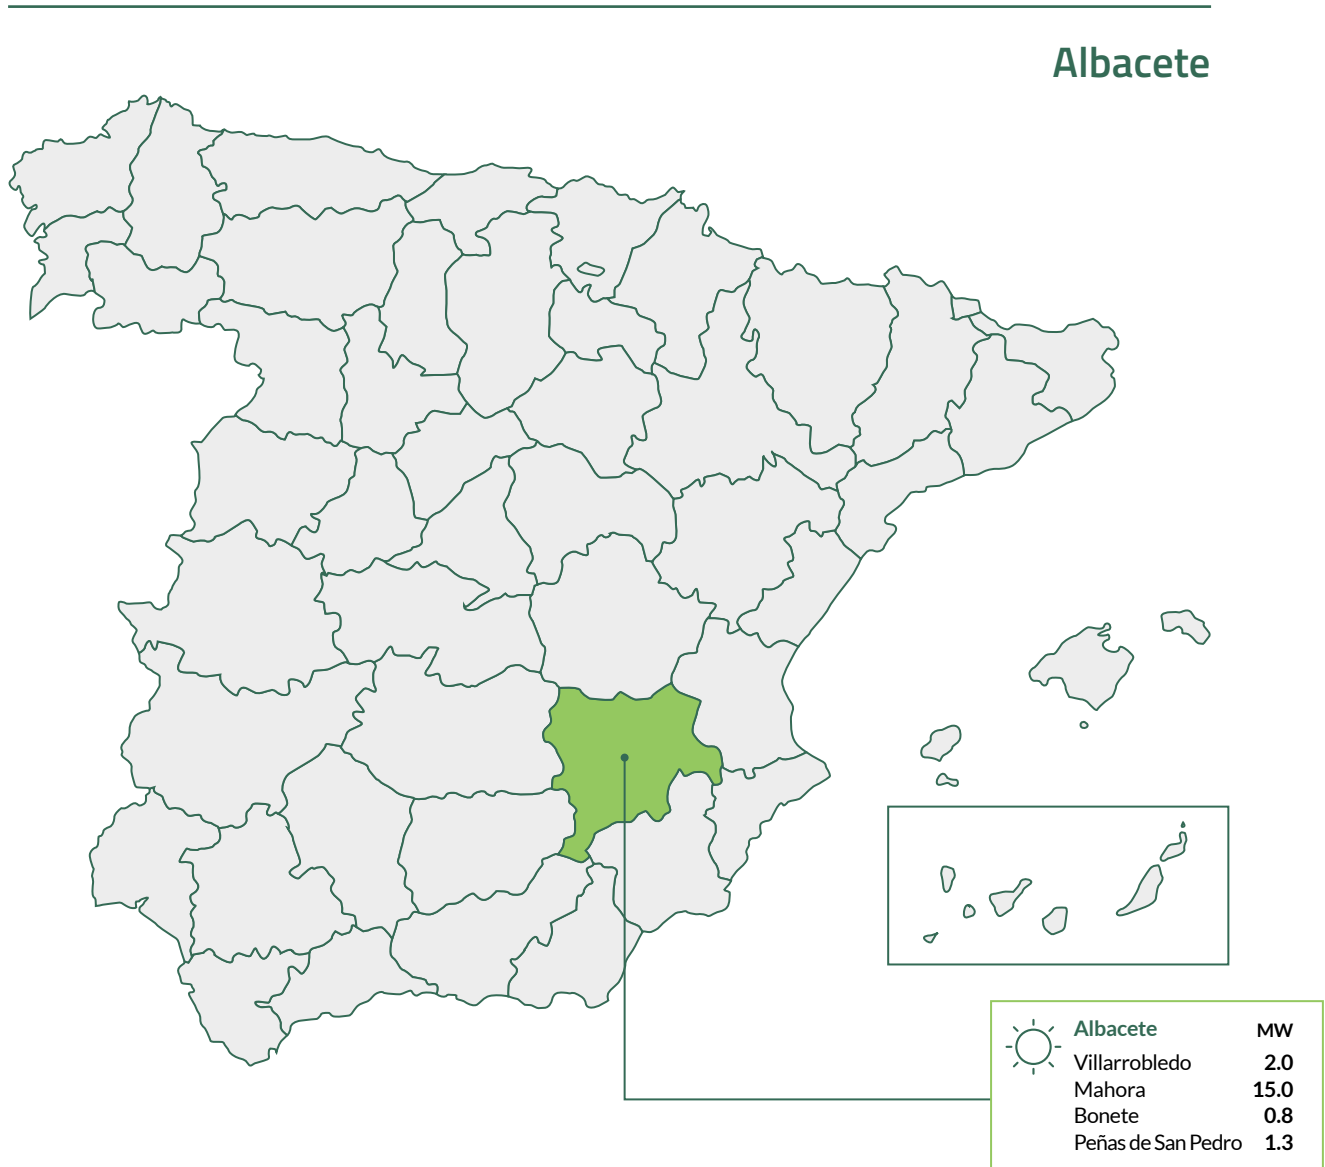 Albacete
Albacete MW
Villarrobledo 2.0
Mahora 15.0
Bonete 0.8
Peñas de San Pedro 1.3